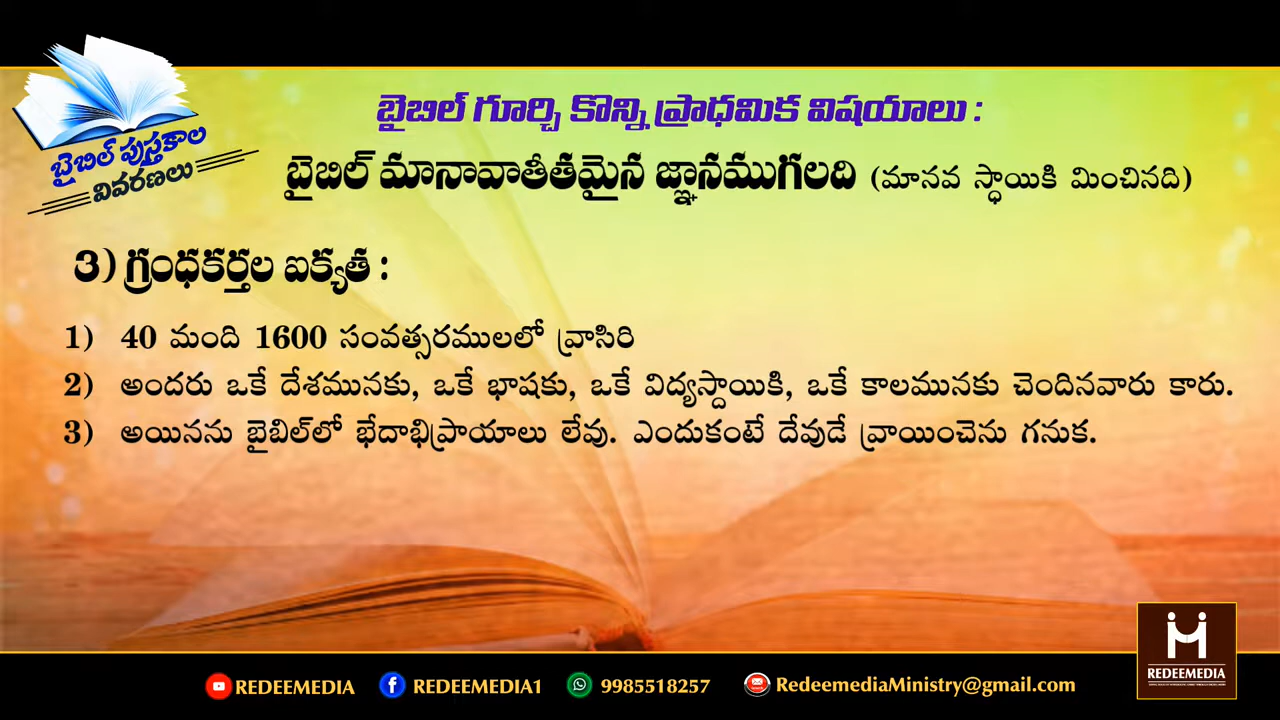 బైబిల్ పుస్తకాల
వివరణలు
బైబిల్ గూర్చి కొన్ని ప్రాధమిక విషయాలు :
బైబిల్ మానావాతీతమైన జ్ఞానముగలది (మానవ స్ధాయికి మించినది)
3) గ్రంధకర్తల ఐక్యత :
1) 40 మంది 1600 సంవత్సరములలో వ్రాసిరి
2) అందరు ఒకే దేశమునకు, ఒకే భాషకు, ఒకే విద్యస్దాయికి, ఒకే కాలమునకు చెందినవారు కారు.
3) అయినను బైబిల్‌లో భేదాభిప్రాయాలు లేవు. ఎందుకంటే దేవుడే వ్రాయించెను గనుక.
REDEEMEDIA
REDEEMEDIA REDEEMEDIA1 9985518257 RedeemediaMinistry@gmail.com